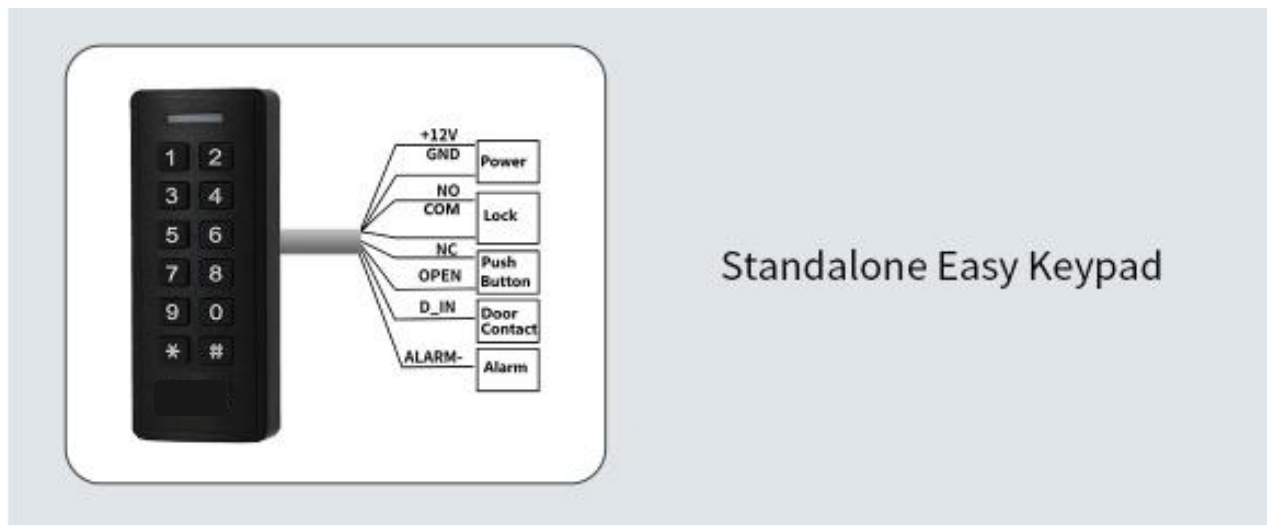 1 2
3 4
5 6
7 8
9 0
* #
+12V
GND
Power
NO
COM
Lock
NC
OPEN
Push
Button
D_IN
Door
Contact
ALARM-
Alarm
Standalone Easy Keypad